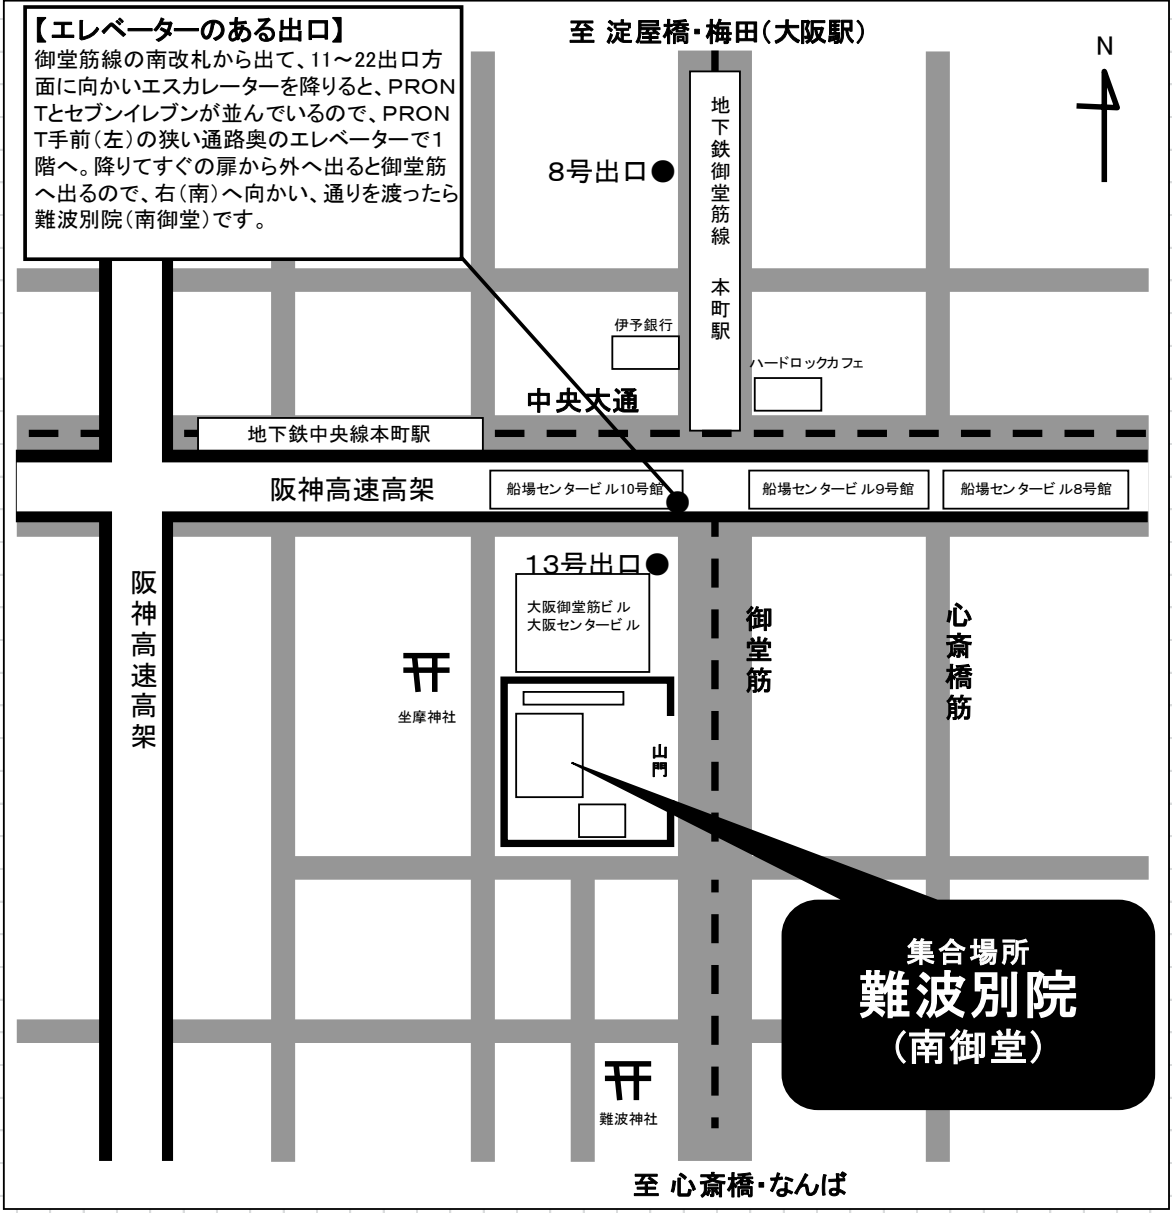 【エレベーターのある出口】
御堂筋線の南改札から出て、11～22出口方
面に向かいエスカレーターを降りると、PRON
Tとセブンイレブンが並んでいるので、PRON
T手前(左)の狭い通路奥のエレベーターで1
階へ。降りてすぐの扉から外へ出ると御堂筋
へ出るので、右(南)へ向かい、通りを渡ったら
難波別院(南御堂)です。
至 淀屋橋・梅田(大阪駅)
N
8号出口
地下鉄御堂筋線 本町駅
伊予銀行
ハードロックカフェ
中央大通
地下鉄中央線本町駅
阪神高速高架
船場センタービル10号館
船場センタービル9号館
船場センタービル8号館
13号出口
大阪御堂筋ビル
大阪センタービル
阪神高速高架
御堂筋
心斎橋筋
坐摩神社
山門
集合場所
難波別院
(南御堂)
難波神社
至 心斎橋・なんば